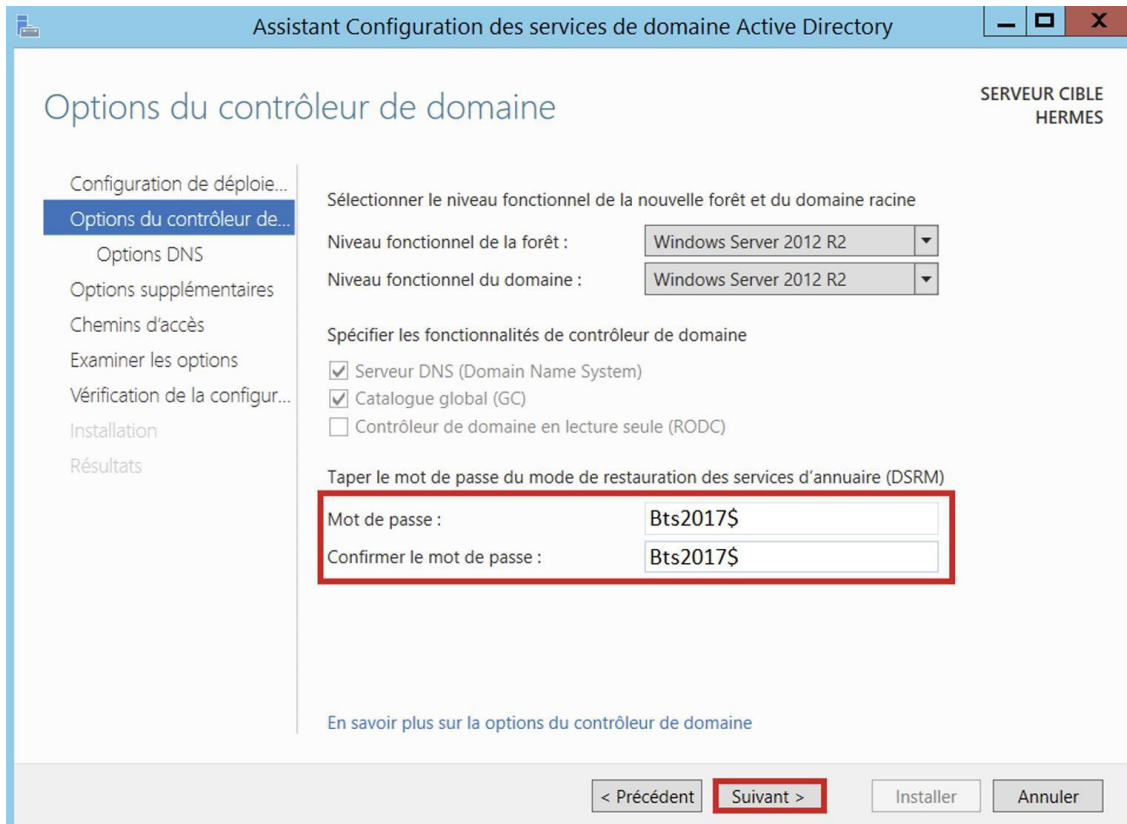 Assistant Configuration des services de domaine Active Directory
Options du contrôleur de domaine
SERVEUR CIBLE
HERMES
Configuration de déploie...
Options du contrôleur de...
Options DNS
Options supplémentaires
Chemins d'accès
Examiner les options
Vérification de la configur...
Installation
Résultats
Sélectionner le niveau fonctionnel de la nouvelle forêt et du domaine racine
Niveau fonctionnel de la forêt : Windows Server 2012 R2
Niveau fonctionnel du domaine : Windows Server 2012 R2
Spécifier les fonctionnalités de contrôleur de domaine
Serveur DNS (Domain Name System)
Catalogue global (GC)
Contrôleur de domaine en lecture seule (RODC)
Taper le mot de passe du mode de restauration des services d'annuaire (DSRM)
Mot de passe : Bts2017$
Confirmer le mot de passe : Bts2017$
En savoir plus sur la options du contrôleur de domaine
< Précédent Suivant > Installer Annuler